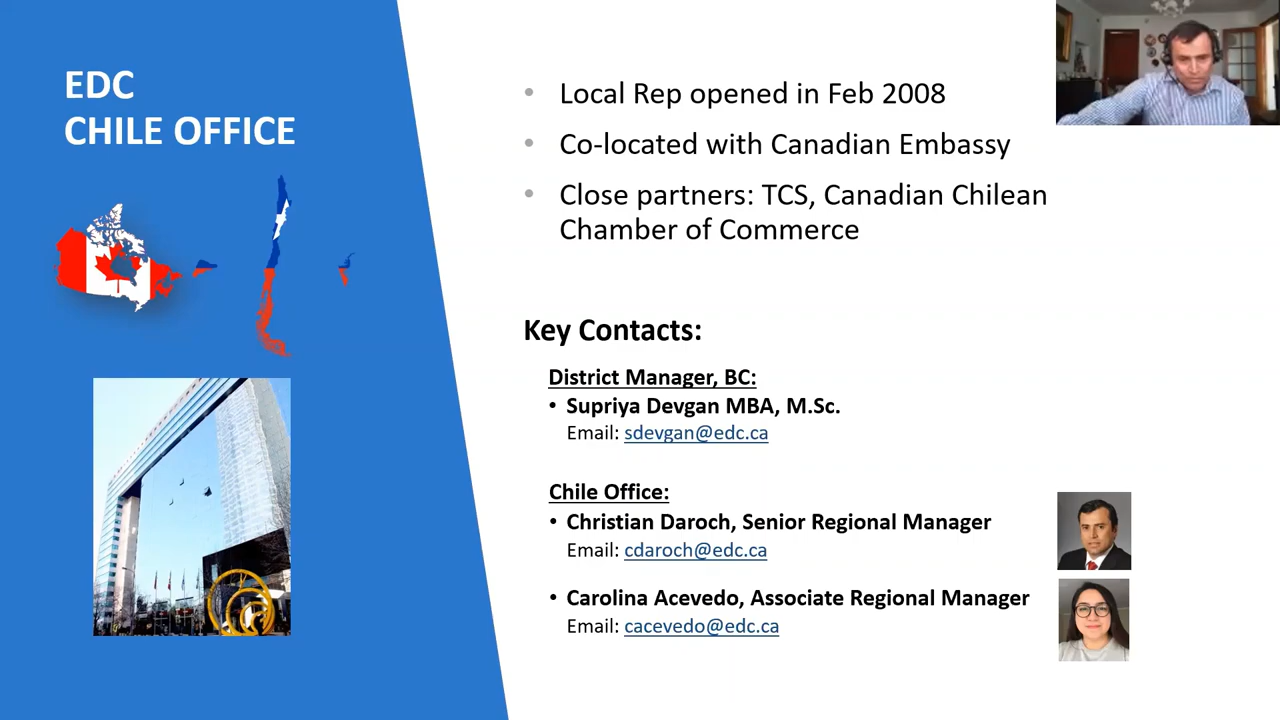 EDC
CHILE OFFICE
• Local Rep opened in Feb 2008
• Co-located with Canadian Embassy
• Close partners: TCS, Canadian Chilean
Chamber of Commerce
Key Contacts:
District Manager, BC:
• Supriya Devgan MBA, M.Sc.
Email: sdevgan@edc.ca
Chile Office:
• Christian Daroch, Senior Regional Manager
Email: cdaroch@edc.ca
• Carolina Acevedo, Associate Regional Manager
Email: cacevedo@edc.ca